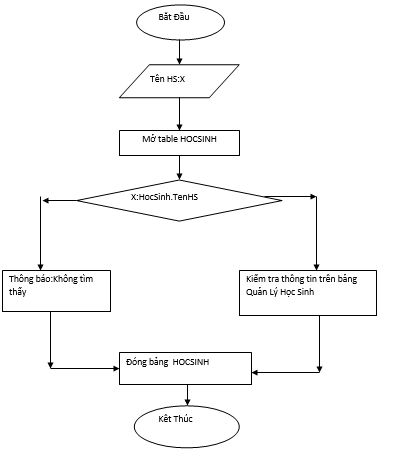 Bắt Đầu
Tên HS:X
Mở table HOCSINH
X:HocSinh.TenHS
Thông báo:Không tìm
thấy
Kiểm tra thông tin trên bảng
Quản Lý Học Sinh
Đóng bảng HOCSINH
Kết Thúc